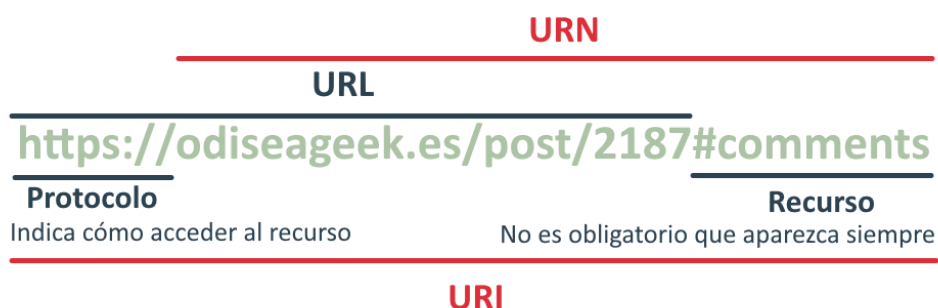 URN
URL
https://odiseageek.es/post/2187#comments
Protocolo
Recurso
Indica cómo acceder al recurso
No es obligatorio que aparezca siempre
URI